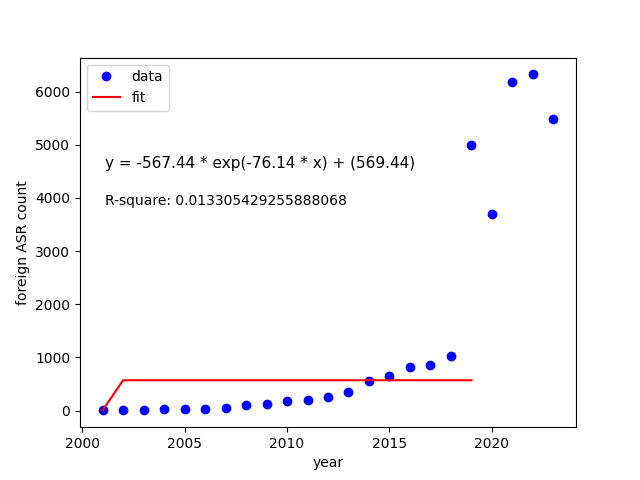 data
fit
y = -567.44 * exp(-76.14 * x) + (569.44)
R-square: 0.013305429255888068
6000
5000
4000
3000
2000
1000
0
foreign ASR count
2000
2005
2010
2015
2020
year